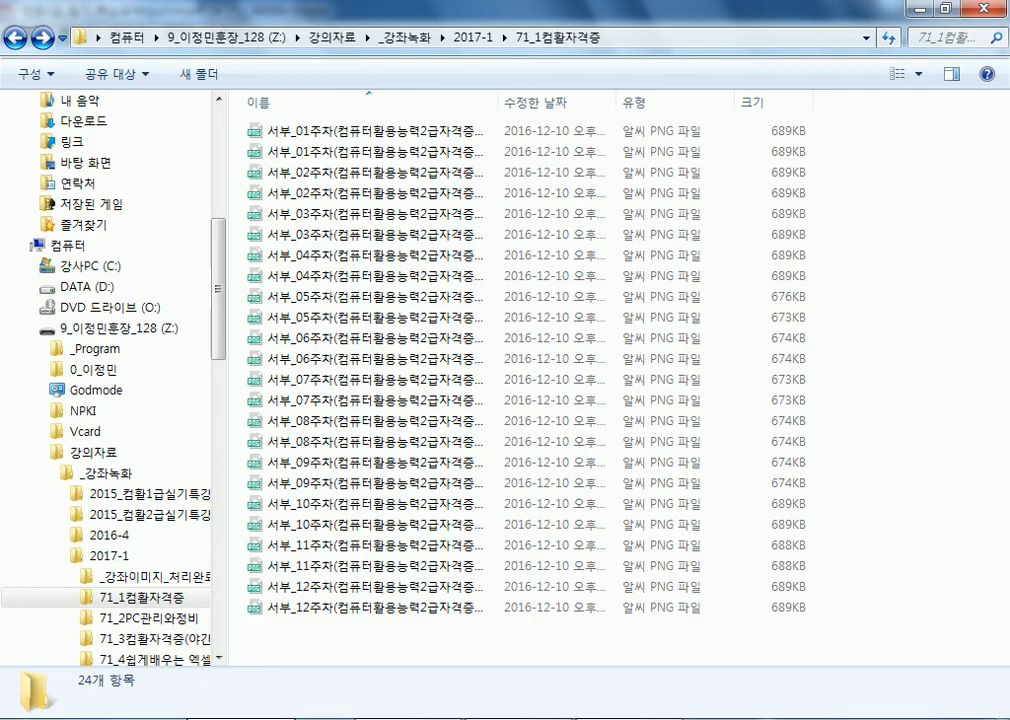 컴퓨터 ▸ 9_이정민훈장_128 (Z:) ▸ 강의자료 ▸ _강좌녹화 ▸ 2017-1 ▸ 71_1컴활자격증
71_1컴활...
구성 공유 대상 새 폴더
이름 수정한 날짜 유형 크기
내 음악
다운로드
링크
바탕 화면
연락처
저장된 게임
즐겨찾기
컴퓨터
강사PC (C:)
DATA (D:)
DVD 드라이브 (O:)
9_이정민훈장_128 (Z:)
_Program
0_이정민
Godmode
NPKI
Vcard
강의자료
_강좌녹화
2015_컴활1급실기특강
2015_컴활2급실기특강
2016-4
2017-1
_강좌이미지_처리완료
71_1컴활자격증
71_2PC관리와정비
71_3컴활자격증(야간
71_4쉽게배우는 엑셀
서부_01주차(컴퓨터활용능력2급자격증... 2016-12-10 오후... 알씨 PNG 파일 689KB
서부_01주차(컴퓨터활용능력2급자격증... 2016-12-10 오후... 알씨 PNG 파일 689KB
서부_02주차(컴퓨터활용능력2급자격증... 2016-12-10 오후... 알씨 PNG 파일 689KB
서부_02주차(컴퓨터활용능력2급자격증... 2016-12-10 오후... 알씨 PNG 파일 689KB
서부_03주차(컴퓨터활용능력2급자격증... 2016-12-10 오후... 알씨 PNG 파일 689KB
서부_03주차(컴퓨터활용능력2급자격증... 2016-12-10 오후... 알씨 PNG 파일 689KB
서부_04주차(컴퓨터활용능력2급자격증... 2016-12-10 오후... 알씨 PNG 파일 689KB
서부_04주차(컴퓨터활용능력2급자격증... 2016-12-10 오후... 알씨 PNG 파일 689KB
서부_05주차(컴퓨터활용능력2급자격증... 2016-12-10 오후... 알씨 PNG 파일 676KB
서부_05주차(컴퓨터활용능력2급자격증... 2016-12-10 오후... 알씨 PNG 파일 673KB
서부_06주차(컴퓨터활용능력2급자격증... 2016-12-10 오후... 알씨 PNG 파일 674KB
서부_06주차(컴퓨터활용능력2급자격증... 2016-12-10 오후... 알씨 PNG 파일 674KB
서부_07주차(컴퓨터활용능력2급자격증... 2016-12-10 오후... 알씨 PNG 파일 673KB
서부_07주차(컴퓨터활용능력2급자격증... 2016-12-10 오후... 알씨 PNG 파일 673KB
서부_08주차(컴퓨터활용능력2급자격증... 2016-12-10 오후... 알씨 PNG 파일 674KB
서부_08주차(컴퓨터활용능력2급자격증... 2016-12-10 오후... 알씨 PNG 파일 674KB
서부_09주차(컴퓨터활용능력2급자격증... 2016-12-10 오후... 알씨 PNG 파일 674KB
서부_09주차(컴퓨터활용능력2급자격증... 2016-12-10 오후... 알씨 PNG 파일 674KB
서부_10주차(컴퓨터활용능력2급자격증... 2016-12-10 오후... 알씨 PNG 파일 689KB
서부_10주차(컴퓨터활용능력2급자격증... 2016-12-10 오후... 알씨 PNG 파일 689KB
서부_11주차(컴퓨터활용능력2급자격증... 2016-12-10 오후... 알씨 PNG 파일 688KB
서부_11주차(컴퓨터활용능력2급자격증... 2016-12-10 오후... 알씨 PNG 파일 688KB
서부_12주차(컴퓨터활용능력2급자격증... 2016-12-10 오후... 알씨 PNG 파일 689KB
서부_12주차(컴퓨터활용능력2급자격증... 2016-12-10 오후... 알씨 PNG 파일 689KB
24개 항목